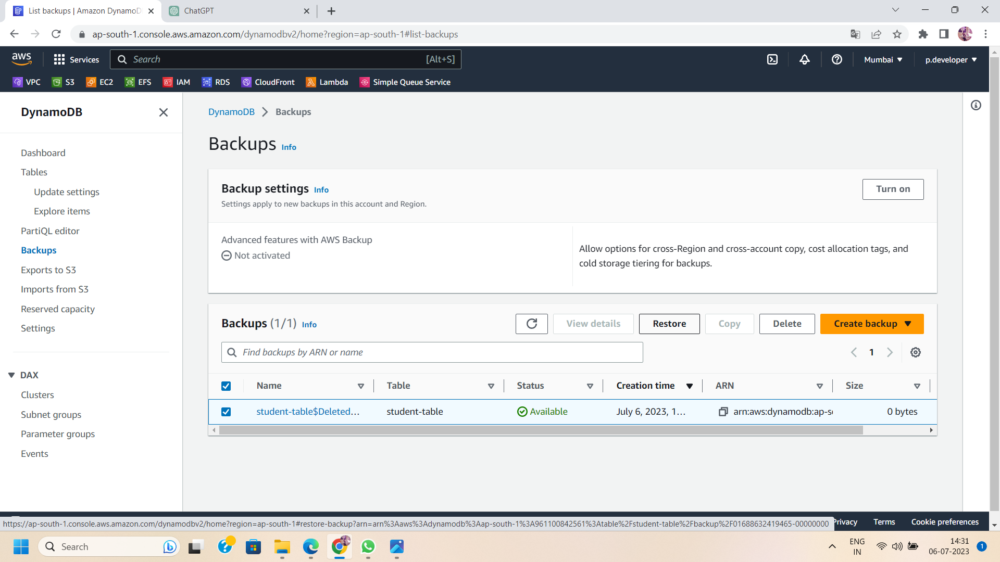 List backups | Amazon DynamoD
ChatGPT
ap-south-1.console.aws.amazon.com/dynamodbv2/home?region=ap-south-1#list-backups
aws
Services
Search
[Alt+S]
Mumbai
p.developer
VPC
S3
EC2
EFS
IAM
RDS
CloudFront
Lambda
Simple Queue Service
DynamoDB
Dashboard
Tables
Update settings
Explore items
PartiQL editor
Backups
Exports to S3
Imports from S3
Reserved capacity
Settings
DAX
Clusters
Subnet groups
Parameter groups
Events
DynamoDB
Backups
Backups Info
Backup settings Info
Settings apply to new backups in this account and Region.
Turn on
Advanced features with AWS Backup
Not activated
Allow options for cross-Region and cross-account copy, cost allocation tags, and
cold storage tiering for backups.
Backups (1/1) Info
View details
Restore
Copy
Delete
Create backup
Find backups by ARN or name
1
Name
Table
Status
Creation time
ARN
Size
student-table$Deleted...
student-table
Available
July 6, 2023, 1...
arn:aws:dynamodb:ap-s
0 bytes
https://ap-south-1.console.aws.amazon.com/dynamodbv2/home?region=ap-south-1#restore-backup?arn=arn%3Aaws%3Adynamodb%3Aap-south-1%3A961100842561%3Atable%2Fstudent-table%2Fbackup%2F01688632419465-00000000
Privacy
Terms
Cookie preferences
Search
ENG
IN
14:31
06-07-2023
1